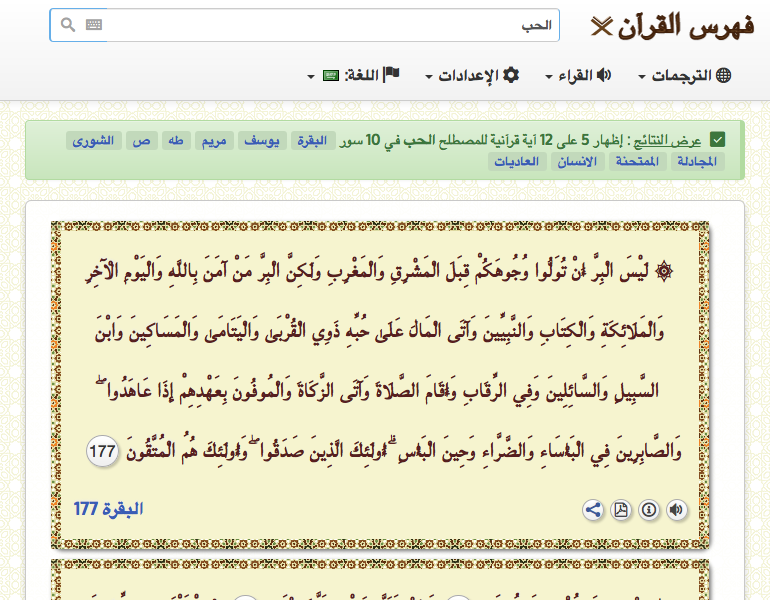 فهرس القرآن
الحب
الترجمات
القراء
الإعدادات
اللغة:
عرض النتائج : إظهار 5 على 12 آية قرآنية للمصطلح الحب في 10 سور البقرة يوسف مريم طه ص الشورى
المجادلة الممتحنة الانسان العاديات
۞ لَيْسَ الْبِرَّ أَنْ تُوَلُّوا وُجُوهَكُمْ قِبَلَ الْمَشْرِقِ وَالْمَغْرِبِ وَلَٰكِنَّ الْبِرَّ مَنْ آمَنَ بِاللَّهِ وَالْيَوْمِ الْآخِرِ
وَالْمَلَائِكَةِ وَالْكِتَابِ وَالنَّبِيِّينَ وَآتَى الْمَالَ عَلَىٰ حُبِّهِ ذَوِي الْقُرْبَىٰ وَالْيَتَامَىٰ وَالْمَسَاكِينَ وَابْنَ
السَّبِيلِ وَالسَّائِلِينَ وَفِي الرِّقَابِ وَأَقَامَ الصَّلَاةَ وَآتَى الزَّكَاةَ وَالْمُوفُونَ بِعَهْدِهِمْ إِذَا عَاهَدُوا ۖ
وَالصَّابِرِينَ فِي الْبَأْسَاءِ وَالضَّرَّاءِ وَحِينَ الْبَأْسِ ۗ أُولَٰئِكَ الَّذِينَ صَدَقُوا ۖ وَأُولَٰئِكَ هُمُ الْمُتَّقُونَ 177
البقرة 177